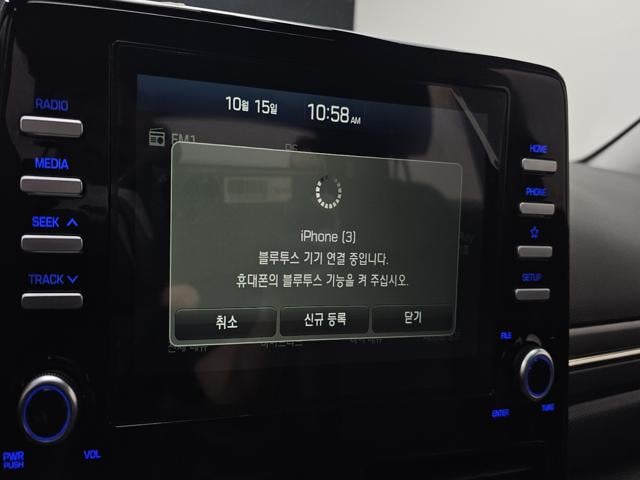 10월 15일 10:58 AM
RADIO
MEDIA
SEEK
TRACK
PWR
PUSH
VOL
FM1
iPhone (3)
블루투스 기기 연결 중입니다.
휴대폰의 블루투스 기능을 켜 주십시오.
취소 신규 등록 닫기
HOME
PHONE
SETUP
FILE
ENTER
TUNE